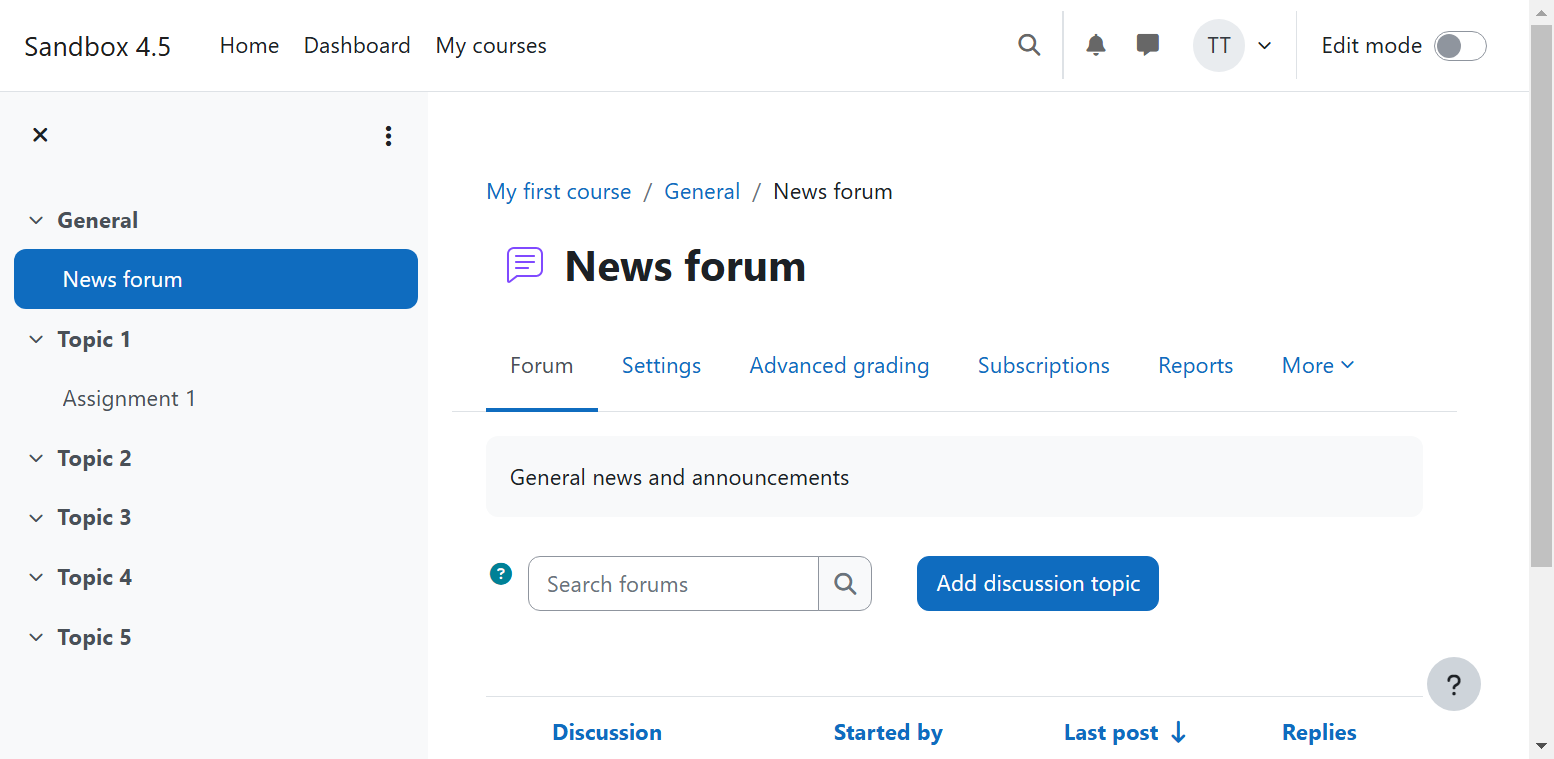 Sandbox 4.5 Home Dashboard My courses TT Edit mode
General
News forum
Topic 1
Assignment 1
Topic 2
Topic 3
Topic 4
Topic 5
My first course / General / News forum
News forum
Forum Settings Advanced grading Subscriptions Reports More
General news and announcements
? Search forums Add discussion topic
?
Discussion Started by Last post Replies